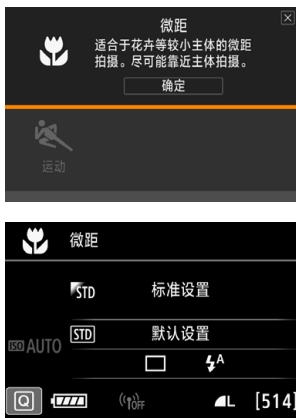 微距
适合于花卉等较小主体的微距
拍摄。尽可能靠近主体拍摄。
确定
运动
微距
STD 标准设置
ISO AUTO
STD 默认设置
A
Q ((ı))OFF L [514]